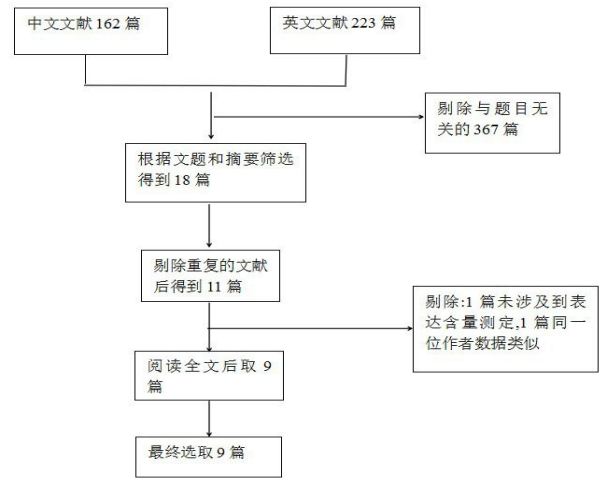 中文文献 162 篇
英文文献 223 篇
剔除与题目无
关的 367 篇
根据文题和摘要筛选
得到 18 篇
剔除重复的文献
后得到 11 篇
剔除:1 篇未涉及到表
达含量测定,1 篇同一
位作者数据类似
阅读全文后取 9
篇
最终选取 9 篇